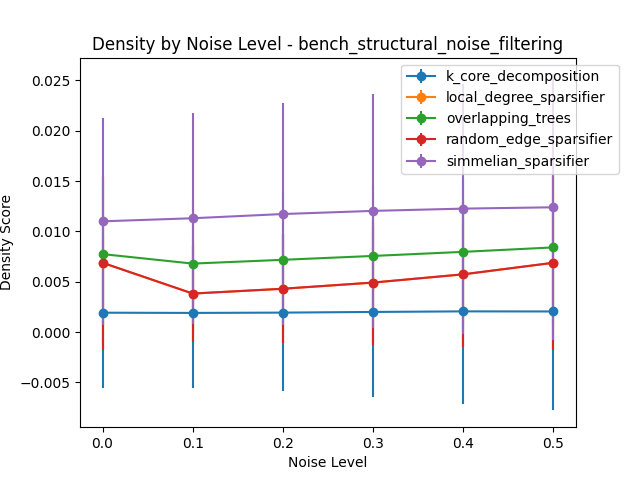 Density by Noise Level - bench_structural_noise_filtering
k_core_decomposition
local_degree_sparsifier
overlapping_trees
random_edge_sparsifier
simmelian_sparsifier
Density Score
0.025
0.020
0.015
0.010
0.005
0.000
−0.005
0.0 0.1 0.2 0.3 0.4 0.5
Noise Level